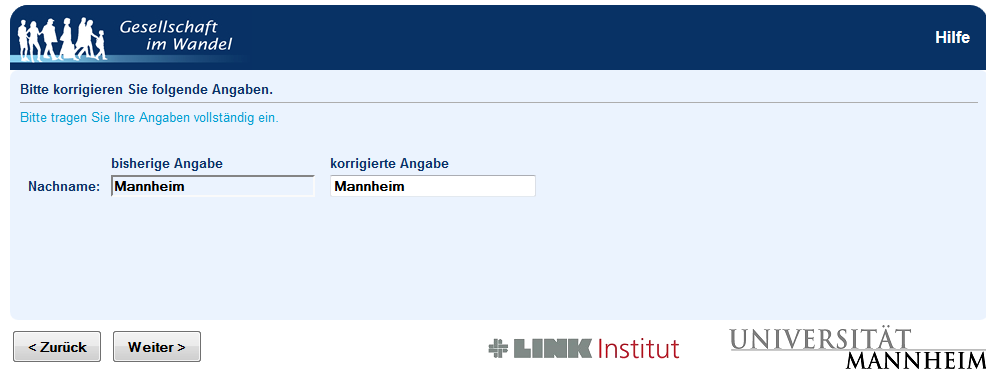 Gesellschaft
im Wandel
Hilfe
Bitte korrigieren Sie folgende Angaben.
Bitte tragen Sie Ihre Angaben vollständig ein.
bisherige Angabe korrigierte Angabe
Nachname: Mannheim Mannheim
< Zurück Weiter >
LINK Institut
UNIVERSITÄT
MANNHEIM